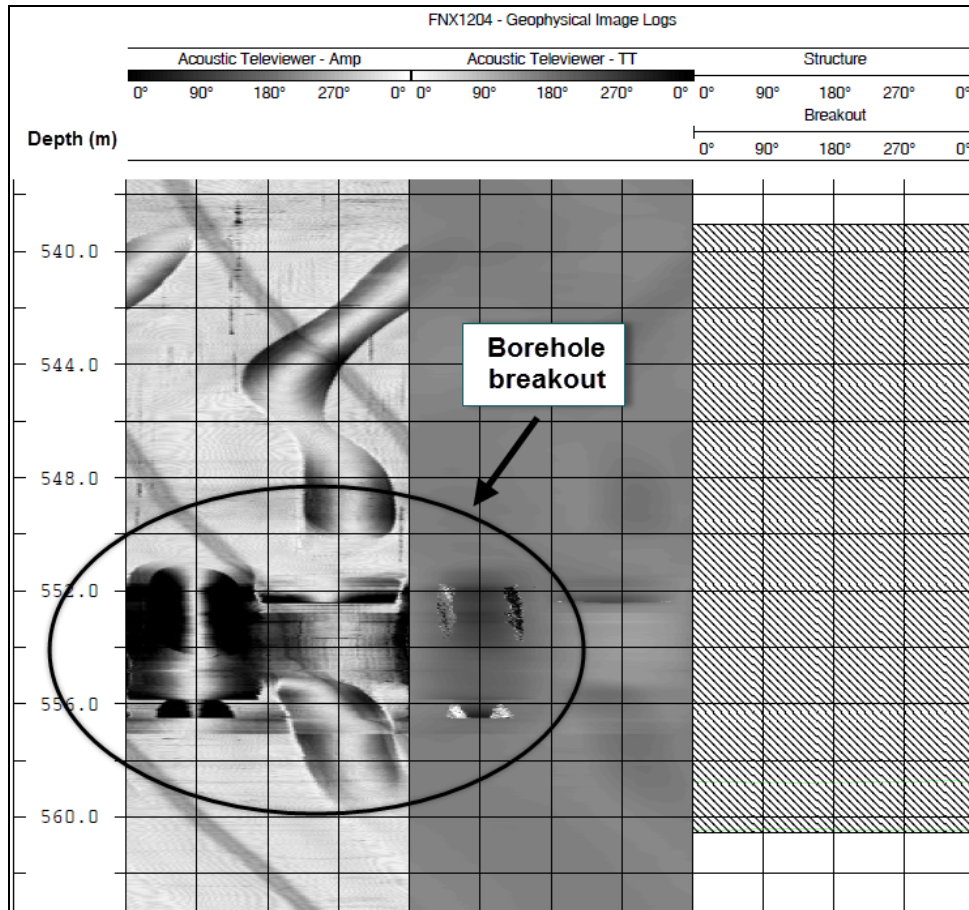 FNX1204 - Geophysical Image Logs
Acoustic Televiewer - Amp Acoustic Televiewer - TT Structure
0° 90° 180° 270° 0° 0° 90° 180° 270° 0° 0° 90° 180° 270° 0°
Breakout
Depth (m)
0° 90° 180° 270° 0°
540.0
544.0
Borehole
breakout
548.0
552.0
556.0
560.0